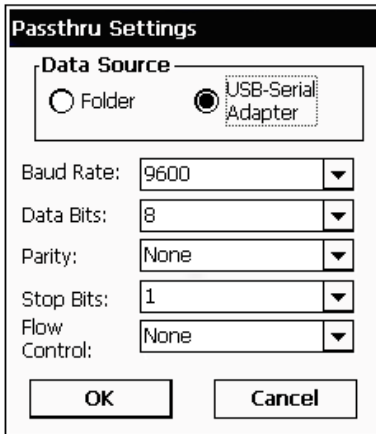 Passthru Settings
Data Source
Folder
USB-Serial
Adapter
Baud Rate: 9600
Data Bits: 8
Parity: None
Stop Bits: 1
Flow
Control: None
OK Cancel